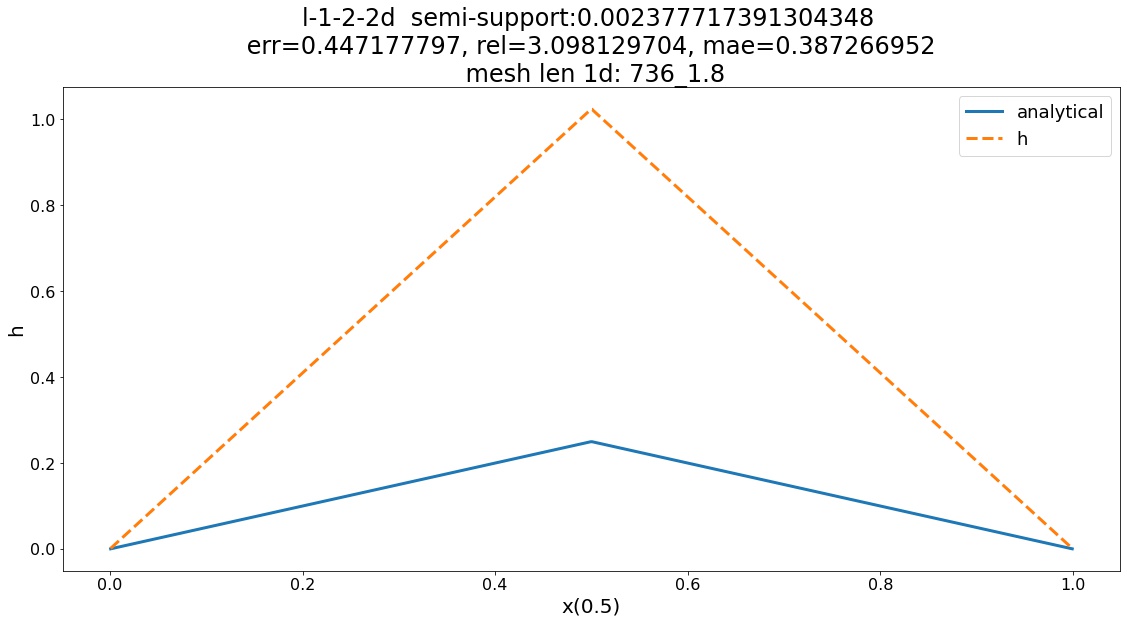 l-1-2-2d  semi-support:0.002377717391304348
err=0.447177797, rel=3.098129704, mae=0.387266952
mesh len 1d: 736_1.8
analytical
h
1.0
0.8
0.6
0.4
0.2
0.0
h
0.0 0.2 0.4 0.6 0.8 1.0
x(0.5)